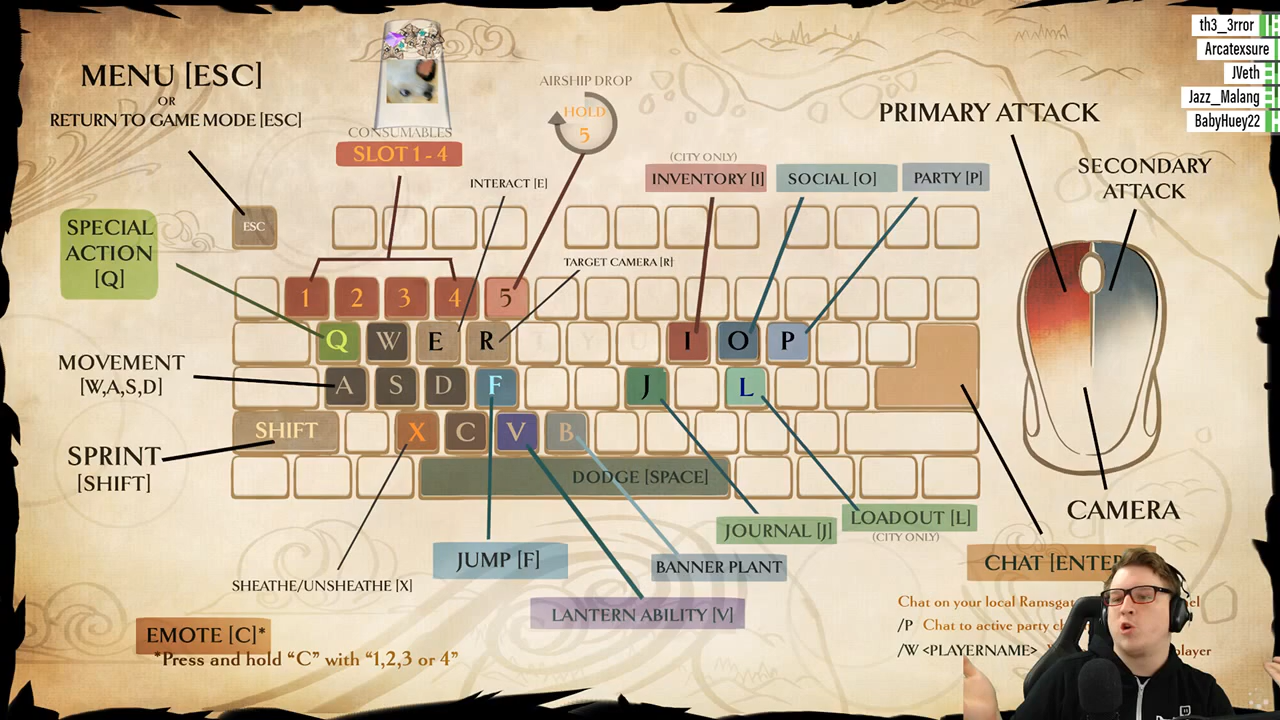 th3_3rror
Arcatexsure
JVeth
Jazz_Malang
BabyHuey22
MENU [ESC]
OR
RETURN TO GAME MODE [ESC]
CONSUMABLES
SLOT 1 - 4
AIRSHIP DROP
HOLD
5
INTERACT [E]
TARGET CAMERA [R]
(CITY ONLY)
INVENTORY [I]
SOCIAL [O]
PARTY [P]
PRIMARY ATTACK
SECONDARY
ATTACK
ESC
SPECIAL
ACTION
[Q]
1 2 3 4 5
Q W E R T Y U I O P
MOVEMENT
[W,A,S,D]
A S D F J L
SPRINT
[SHIFT]
SHIFT X C V B
DODGE [SPACE]
CAMERA
SHEATHE/UNSHEATHE [X]
JUMP [F]
LANTERN ABILITY [V]
BANNER PLANT
JOURNAL [J]
LOADOUT [L]
(CITY ONLY)
EMOTE [C]*
*Press and hold "C" with "1,2,3 or 4"
CHAT [ENTE
Chat on your local
/P Chat to active party
/W <PLAYERNAME> player